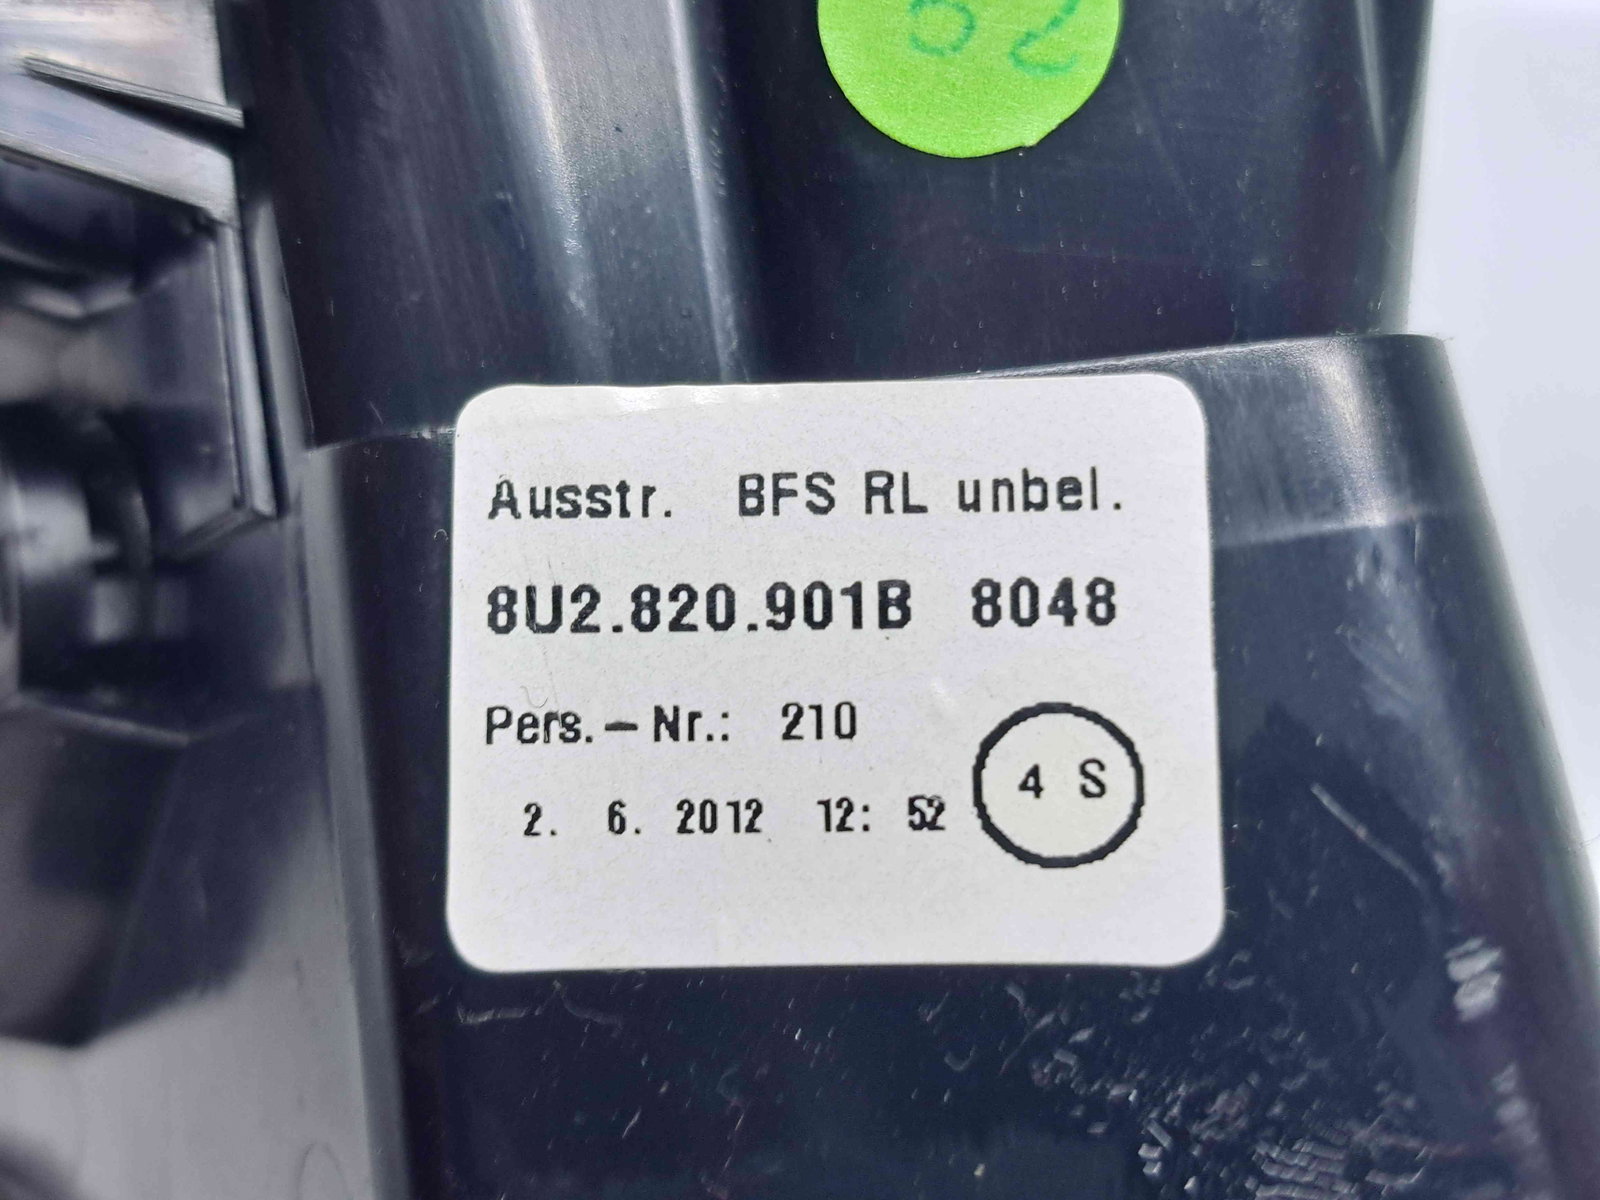 Ausstr. BFS RL unbel.
8U2.820.901B 8048
Pers.-Nr.: 210
2. 6. 2012 12: 52
4 S